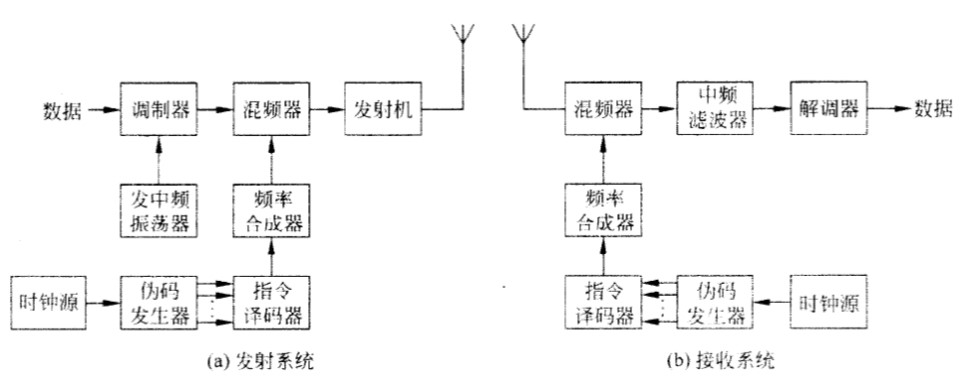 数据
调制器
混频器
发射机
混频器
中频
滤波器
解调器
数据
发中频
振荡器
频率
合成器
频率
合成器
时钟源
伪码
发生器
指令
译码器
指令
译码器
伪码
发生器
时钟源
(a) 发射系统
(b) 接收系统